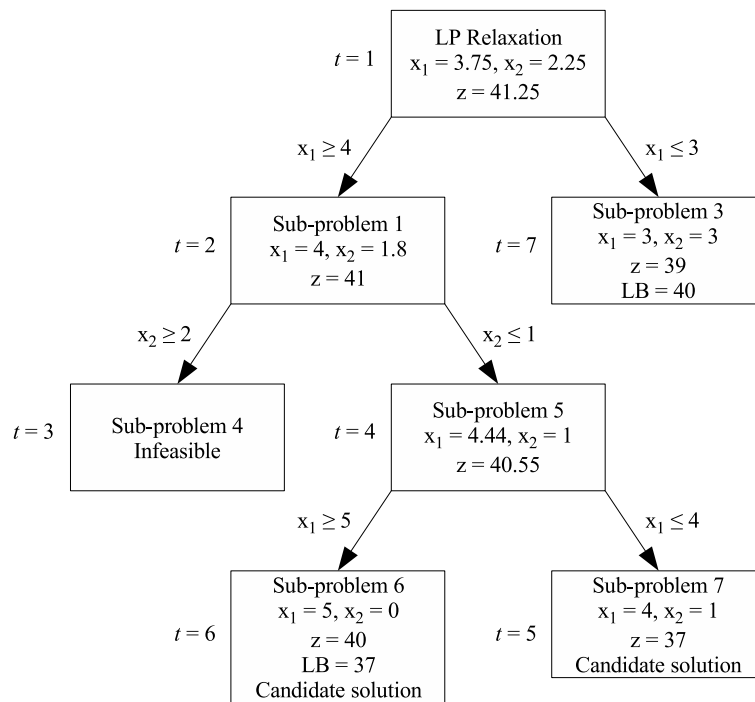 t = 1
LP Relaxation
x₁ = 3.75, x₂ = 2.25
z = 41.25
x₁ ≥ 4
x₁ ≤ 3
t = 2
Sub-problem 1
x₁ = 4, x₂ = 1.8
z = 41
t = 7
Sub-problem 3
x₁ = 3, x₂ = 3
z = 39
LB = 40
x₂ ≥ 2
x₂ ≤ 1
t = 3
Sub-problem 4
Infeasible
t = 4
Sub-problem 5
x₁ = 4.44, x₂ = 1
z = 40.55
x₁ ≥ 5
x₁ ≤ 4
t = 6
Sub-problem 6
x₁ = 5, x₂ = 0
z = 40
LB = 37
Candidate solution
t = 5
Sub-problem 7
x₁ = 4, x₂ = 1
z = 37
Candidate solution